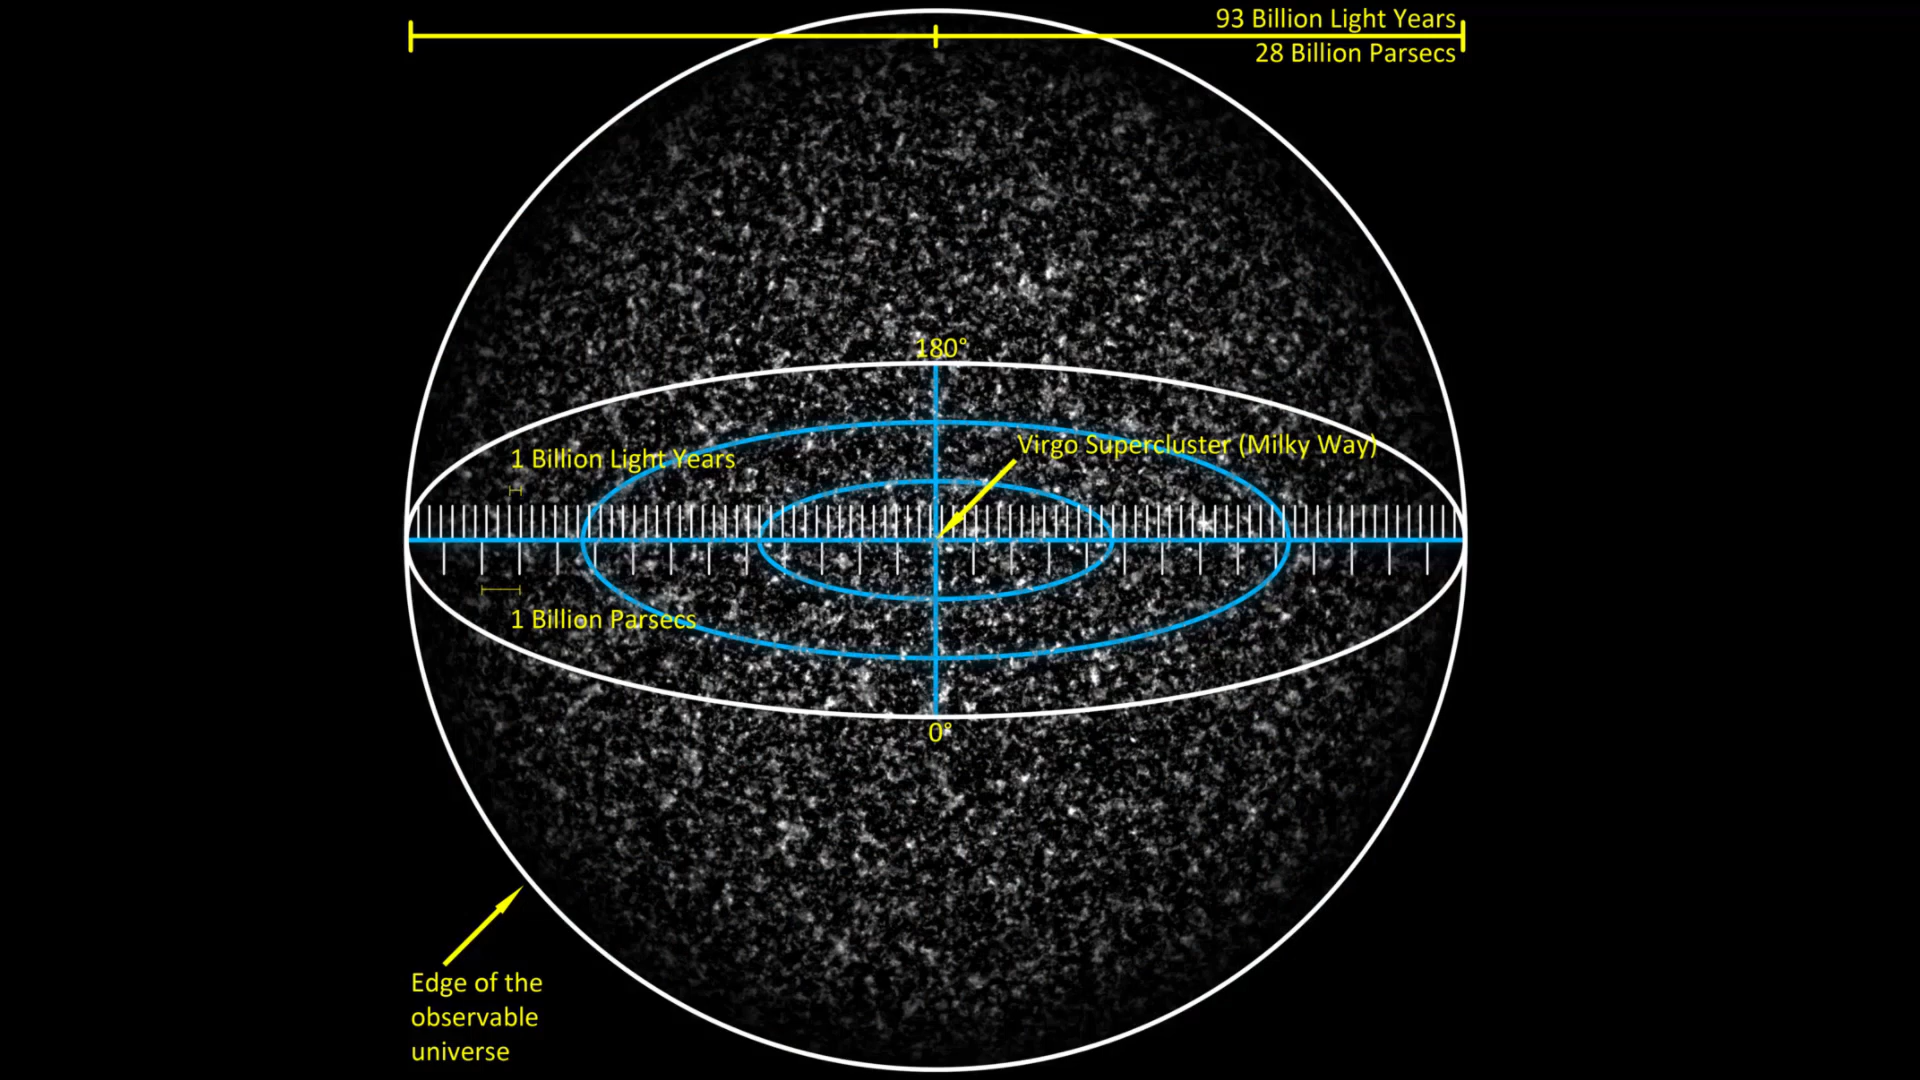 93 Billion Light Years
28 Billion Parsecs
180°
Virgo Supercluster (Milky Way)
1 Billion Light Years
1 Billion Parsecs
0°
Edge of the
observable
universe